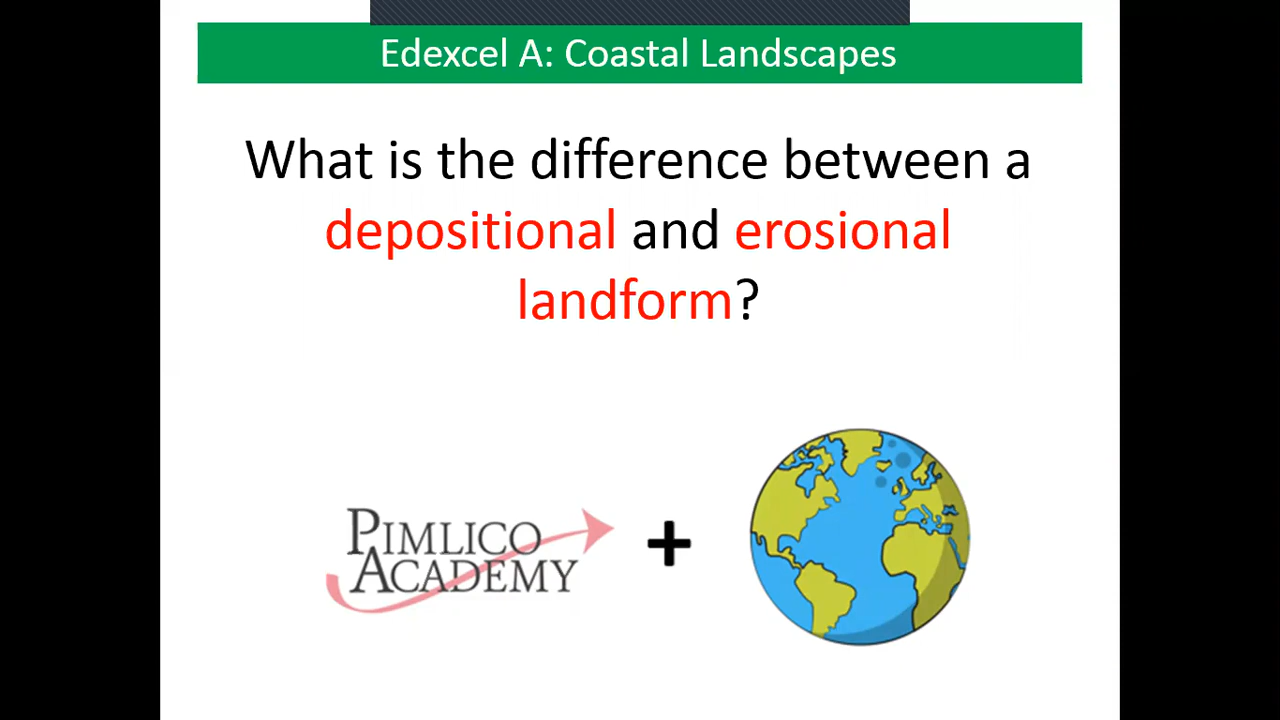 Edexcel A: Coastal Landscapes
What is the difference between a
depositional and erosional
landform?
PIMLICO
ACADEMY
+